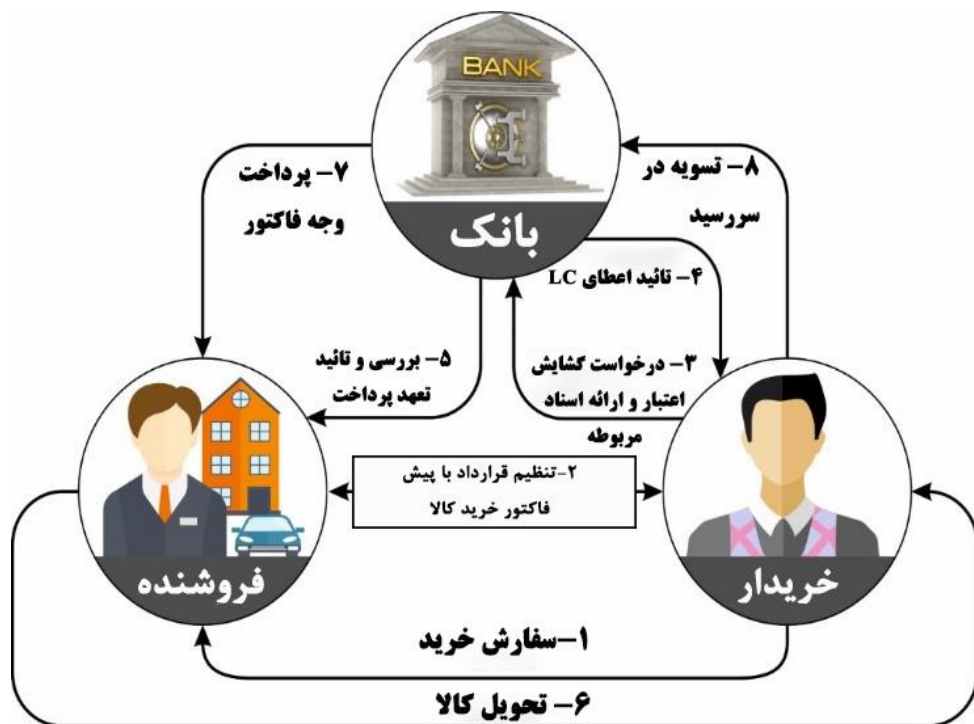 BANK
بانک
۷- پرداخت
وجه فاکتور
۸- تسویه در
سررسید
۴- تائید اعطای LC
۵- بررسی و تائید
تعهد پرداخت
۳- درخواست گشایش
اعتبار و ارائه اسناد
مربوطه
۲-تنظیم قرارداد با پیش
فاکتور خرید کالا
فروشنده
خریدار
۱-سفارش خرید
۶- تحویل کالا